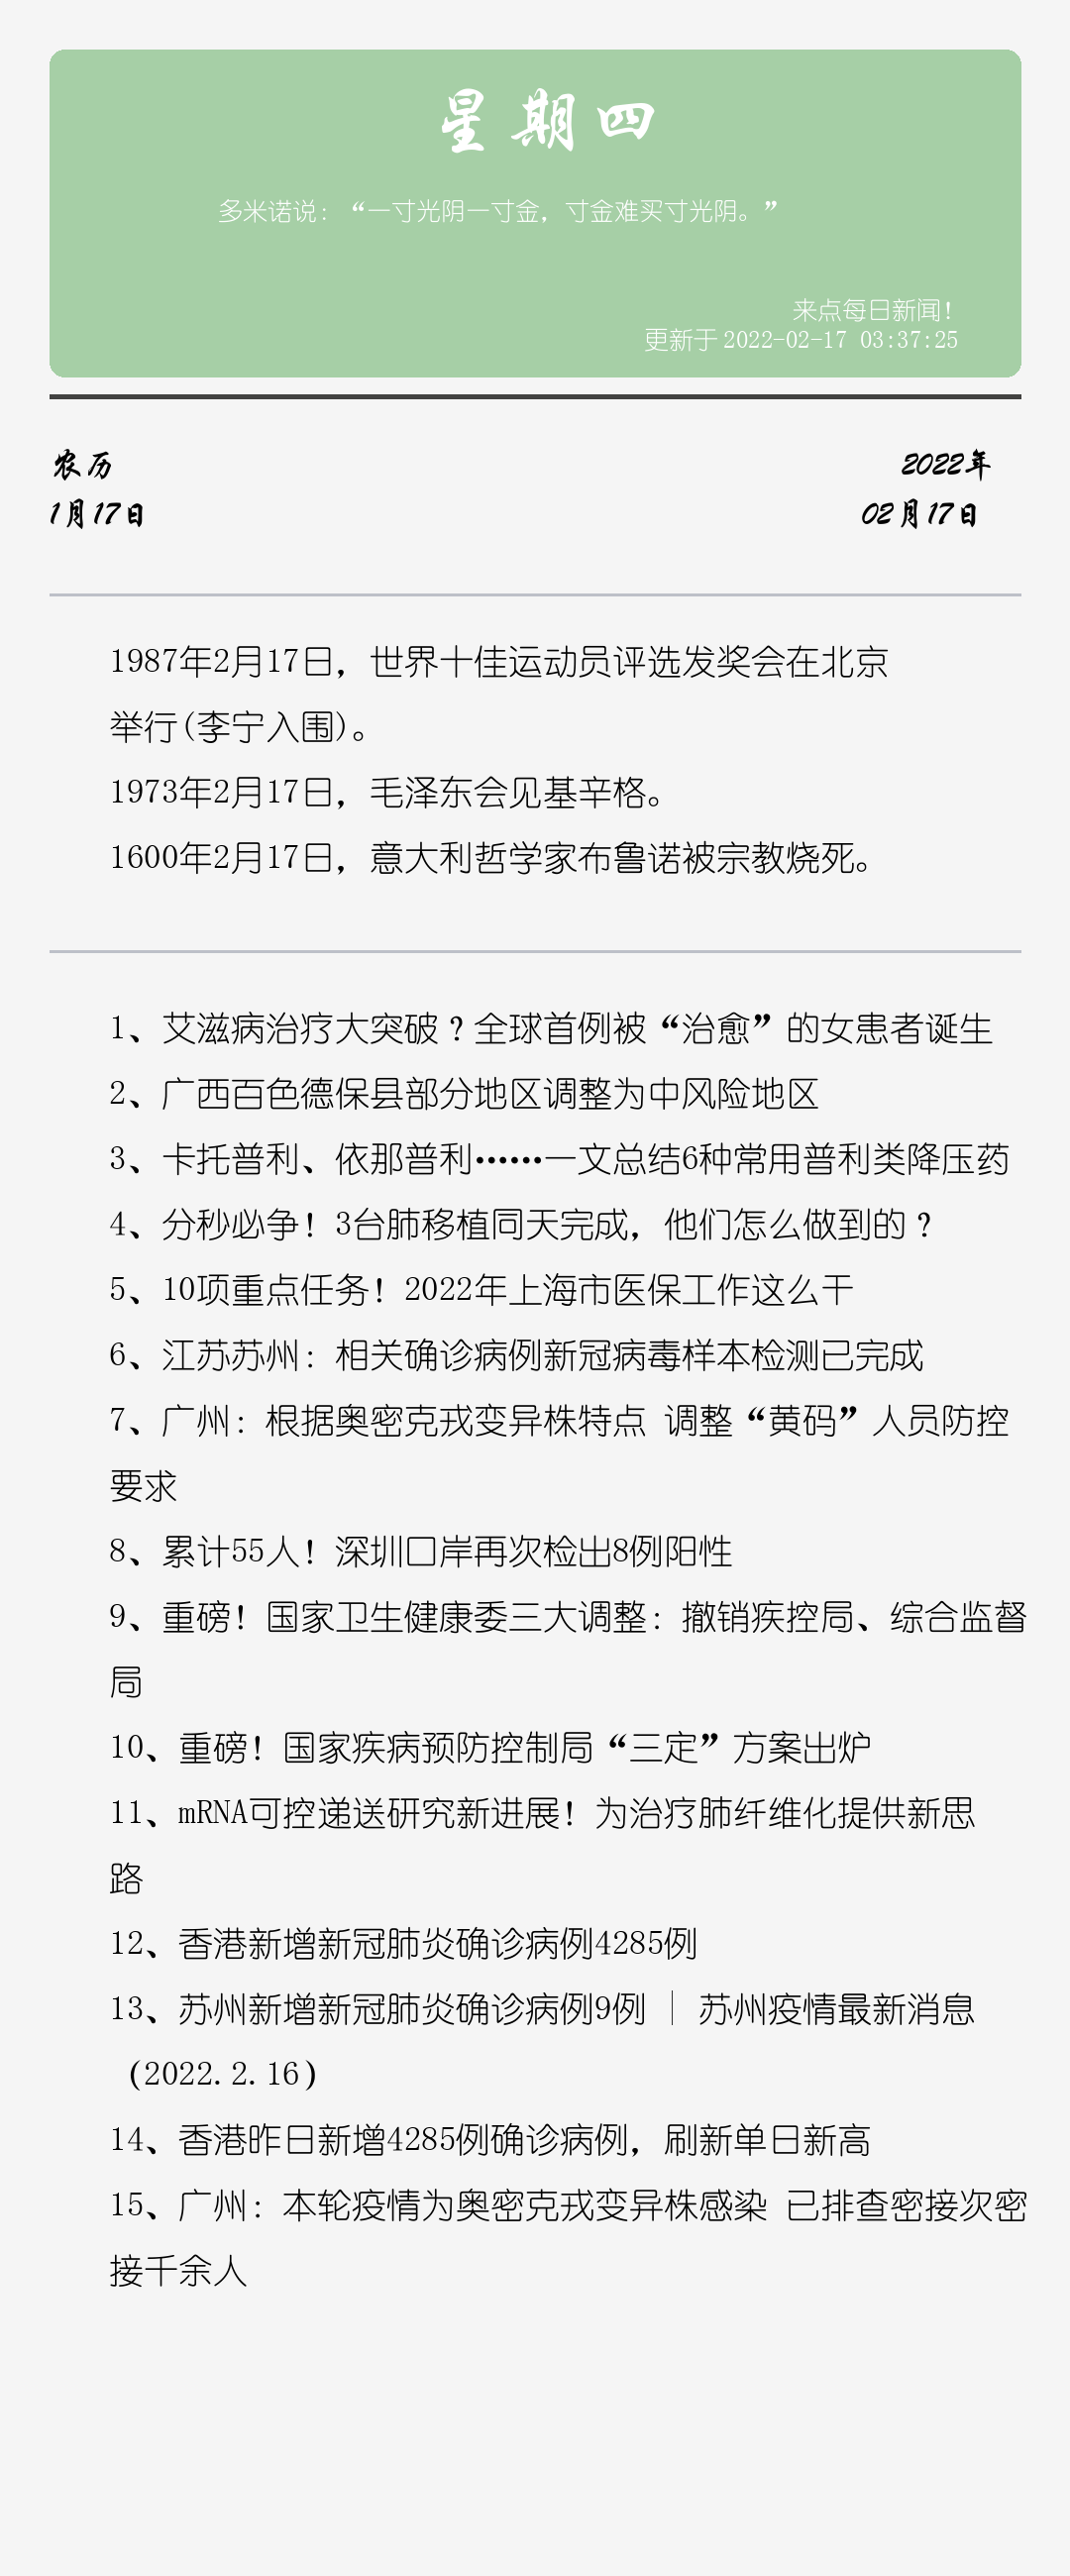 星期四
多米诺说：“一寸光阴一寸金，寸金难买寸光阴。”
来点每日新闻！
更新于 2022-02-17 03:37:25
农历
2022年
1月17日
02月17日
1987年2月17日，世界十佳运动员评选发奖会在北京
举行(李宁入围)。
1973年2月17日，毛泽东会见基辛格。
1600年2月17日，意大利哲学家布鲁诺被宗教烧死。
1、艾滋病治疗大突破？全球首例被“治愈”的女患者诞生
2、广西百色德保县部分地区调整为中风险地区
3、卡托普利、依那普利……一文总结6种常用普利类降压药
4、分秒必争！3台肺移植同天完成，他们怎么做到的？
5、10项重点任务！2022年上海市医保工作这么干
6、江苏苏州：相关确诊病例新冠病毒样本检测已完成
7、广州：根据奥密克戎变异株特点 调整“黄码”人员防控
要求
8、累计55人！深圳口岸再次检出8例阳性
9、重磅！国家卫生健康委三大调整：撤销疾控局、综合监督
局
10、重磅！国家疾病预防控制局“三定”方案出炉
11、mRNA可控递送研究新进展！为治疗肺纤维化提供新思
路
12、香港新增新冠肺炎确诊病例4285例
13、苏州新增新冠肺炎确诊病例9例 | 苏州疫情最新消息
（2022.2.16）
14、香港昨日新增4285例确诊病例，刷新单日新高
15、广州：本轮疫情为奥密克戎变异株感染 已排查密接次密
接千余人